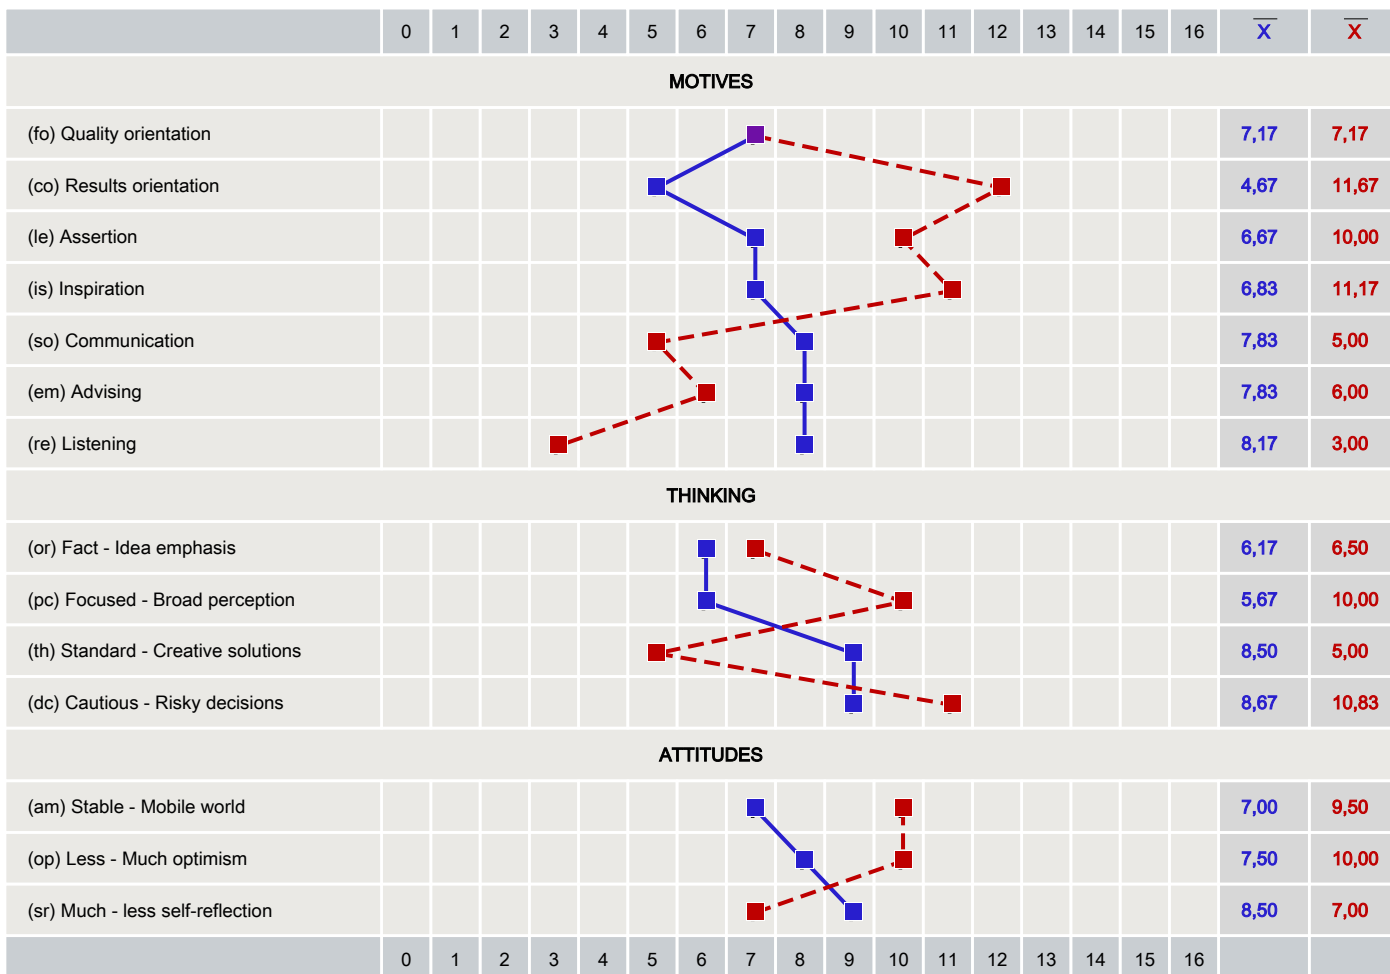 0 1 2 3 4 5 6 7 8 9 10 11 12 13 14 15 16 X X
MOTIVES
(fo) Quality orientation 7,17 7,17
(co) Results orientation 4,67 11,67
(le) Assertion 6,67 10,00
(is) Inspiration 6,83 11,17
(so) Communication 7,83 5,00
(em) Advising 7,83 6,00
(re) Listening 8,17 3,00
THINKING
(or) Fact - Idea emphasis 6,17 6,50
(pc) Focused - Broad perception 5,67 10,00
(th) Standard - Creative solutions 8,50 5,00
(dc) Cautious - Risky decisions 8,67 10,83
ATTITUDES
(am) Stable - Mobile world 7,00 9,50
(op) Less - Much optimism 7,50 10,00
(sr) Much - less self-reflection 8,50 7,00
0 1 2 3 4 5 6 7 8 9 10 11 12 13 14 15 16